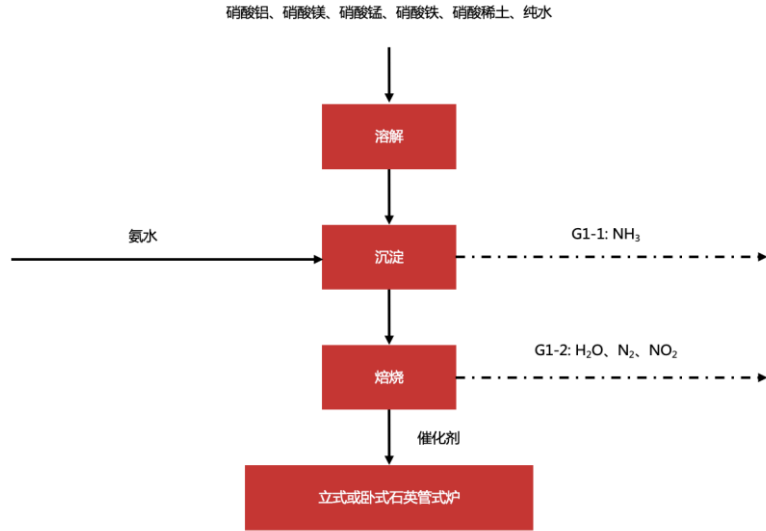 硝酸铝、硝酸镁、硝酸锰、硝酸铁、硝酸稀土、纯水
溶解
氨水
沉淀
G1-1: NH₃
焙烧
G1-2: H₂O、N₂、NO₂
催化剂
立式或卧式石英管式炉